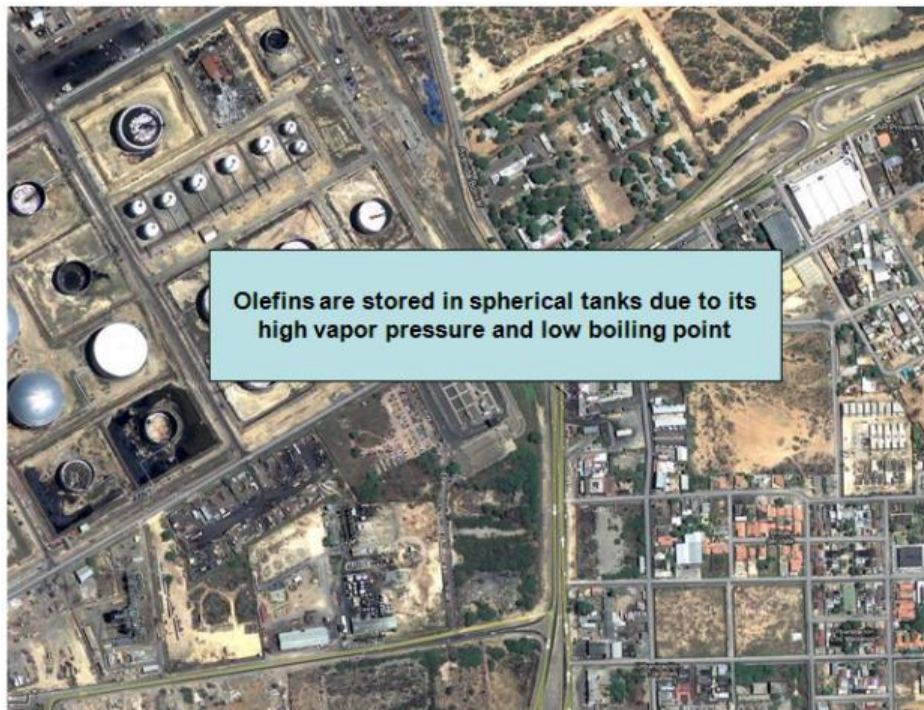 Olefins are stored in spherical tanks due to its
high vapor pressure and low boiling point